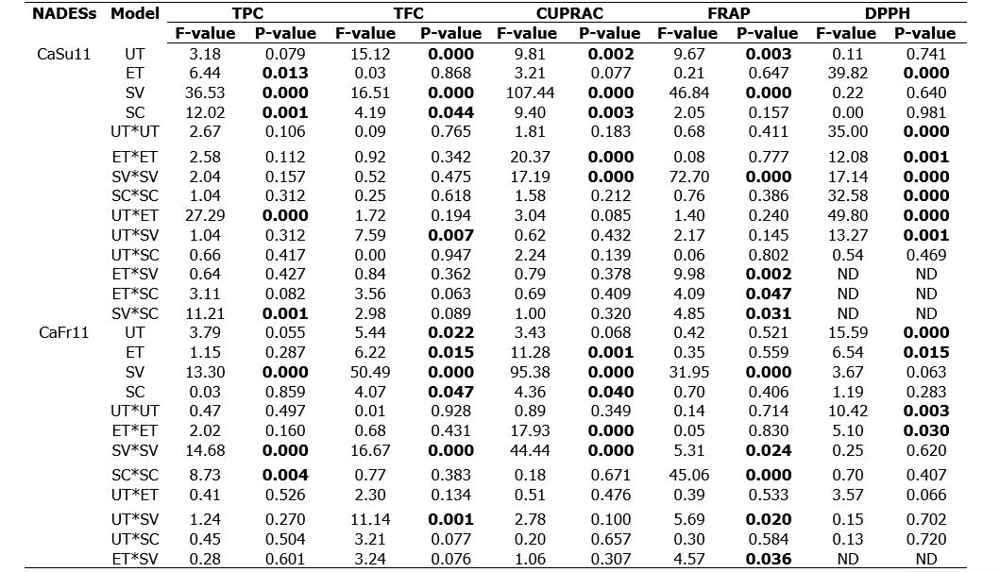 NADESs Model TPC TFC CUPRAC FRAP DPPH
F-value P-value F-value P-value F-value P-value F-value P-value F-value P-value
CaSu11 UT 3.18 0.079 15.12 0.000 9.81 0.002 9.67 0.003 0.11 0.741
ET 6.44 0.013 0.03 0.868 3.21 0.077 0.21 0.647 39.82 0.000
SV 36.53 0.000 16.51 0.000 107.44 0.000 46.84 0.000 0.22 0.640
SC 12.02 0.001 4.19 0.044 9.40 0.003 2.05 0.157 0.00 0.981
UT*UT 2.67 0.106 0.09 0.765 1.81 0.183 0.68 0.411 35.00 0.000
ET*ET 2.58 0.112 0.92 0.342 20.37 0.000 0.08 0.777 12.08 0.001
SV*SV 2.04 0.157 0.52 0.475 17.19 0.000 72.70 0.000 17.14 0.000
SC*SC 1.04 0.312 0.25 0.618 1.58 0.212 0.76 0.386 32.58 0.000
UT*ET 27.29 0.000 1.72 0.194 3.04 0.085 1.40 0.240 49.80 0.000
UT*SV 1.04 0.312 7.59 0.007 0.62 0.432 2.17 0.145 13.27 0.001
UT*SC 0.66 0.417 0.00 0.947 2.24 0.139 0.06 0.802 0.54 0.469
ET*SV 0.64 0.427 0.84 0.362 0.79 0.378 9.98 0.002 ND ND
ET*SC 3.11 0.082 3.56 0.063 0.69 0.409 4.09 0.047 ND ND
SV*SC 11.21 0.001 2.98 0.089 1.00 0.320 4.85 0.031 ND ND
CaFr11 UT 3.79 0.055 5.44 0.022 3.43 0.068 0.42 0.521 15.59 0.000
ET 1.15 0.287 6.22 0.015 11.28 0.001 0.35 0.559 6.54 0.015
SV 13.30 0.000 50.49 0.000 95.38 0.000 31.95 0.000 3.67 0.063
SC 0.03 0.859 4.07 0.047 4.36 0.040 0.70 0.406 1.19 0.283
UT*UT 0.47 0.497 0.01 0.928 0.89 0.349 0.14 0.714 10.42 0.003
ET*ET 2.02 0.160 0.68 0.431 17.93 0.000 0.05 0.830 5.10 0.030
SV*SV 14.68 0.000 16.67 0.000 44.44 0.000 5.31 0.024 0.25 0.620
SC*SC 8.73 0.004 0.77 0.383 0.18 0.671 45.06 0.000 0.70 0.407
UT*ET 0.41 0.526 2.30 0.134 0.51 0.476 0.39 0.533 3.57 0.066
UT*SV 1.24 0.270 11.14 0.001 2.78 0.100 5.69 0.020 0.15 0.702
UT*SC 0.45 0.504 3.21 0.077 0.20 0.657 0.30 0.584 0.13 0.720
ET*SV 0.28 0.601 3.24 0.076 1.06 0.307 4.57 0.036 ND ND